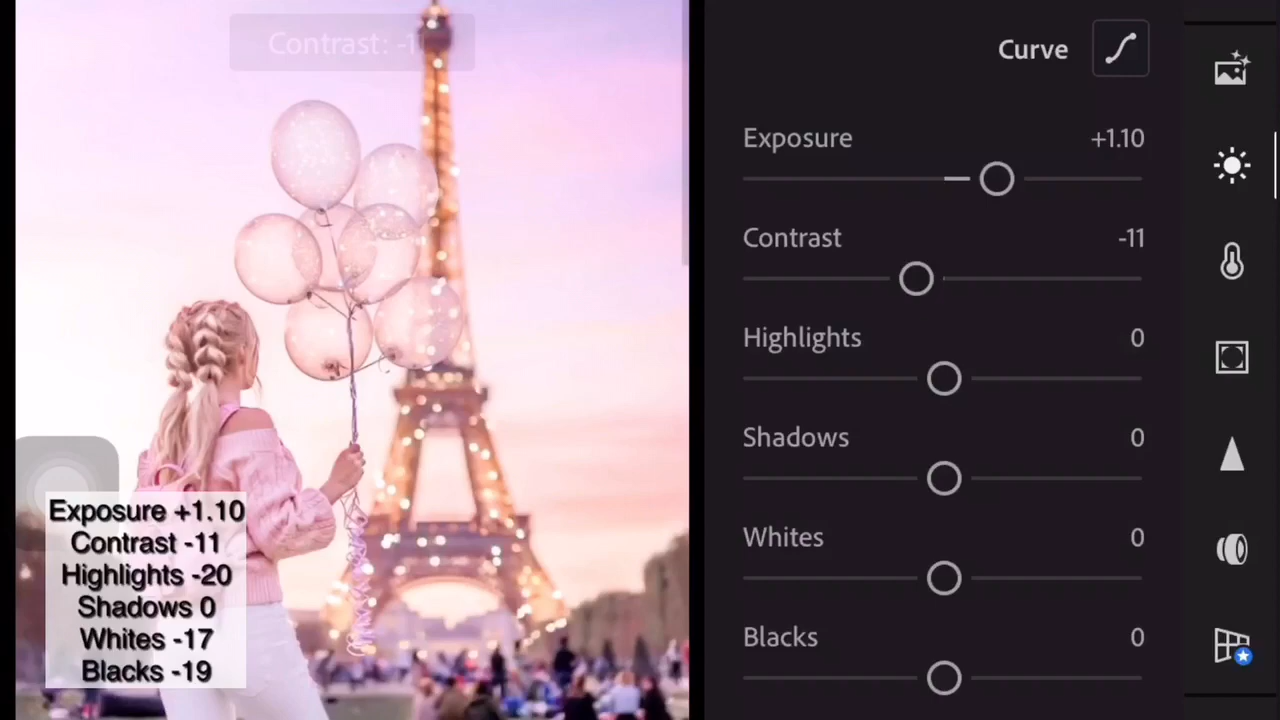 Contrast: -11
Curve
Exposure +1.10
Contrast -11
Highlights 0
Shadows 0
Whites 0
Blacks 0
Exposure +1.10
Contrast -11
Highlights -20
Shadows 0
Whites -17
Blacks -19